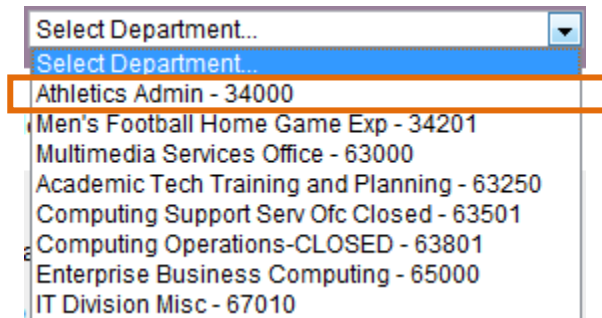 Select Department...
Select Department...
Athletics Admin - 34000
Men's Football Home Game Exp - 34201
Multimedia Services Office - 63000
Academic Tech Training and Planning - 63250
Computing Support Serv Ofc Closed - 63501
Computing Operations-CLOSED - 63801
Enterprise Business Computing - 65000
IT Division Misc - 67010